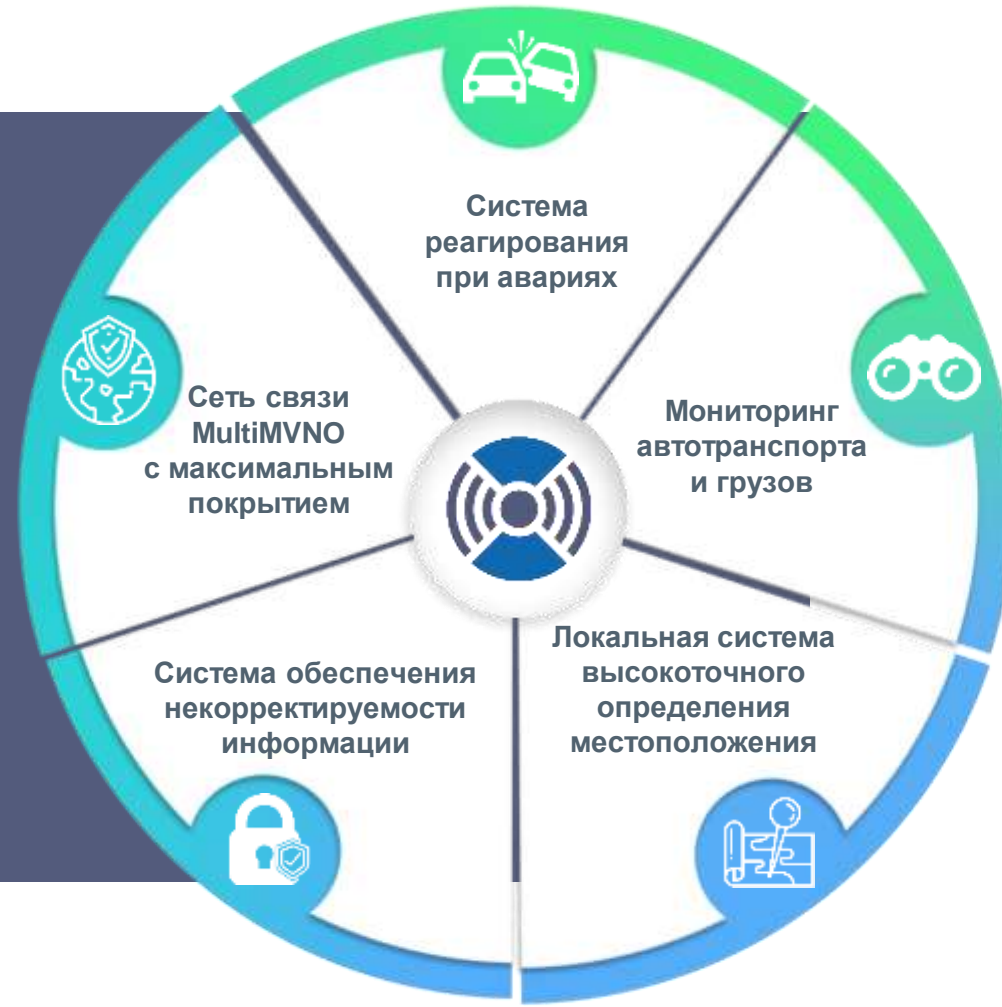 Система
реагирования
при авариях
Сеть связи
MultiMVNO
с максимальным
покрытием
Мониторинг
автотранспорта
и грузов
Система обеспечения
некорректируемости
информации
Локальная система
высокоточного
определения
местоположения